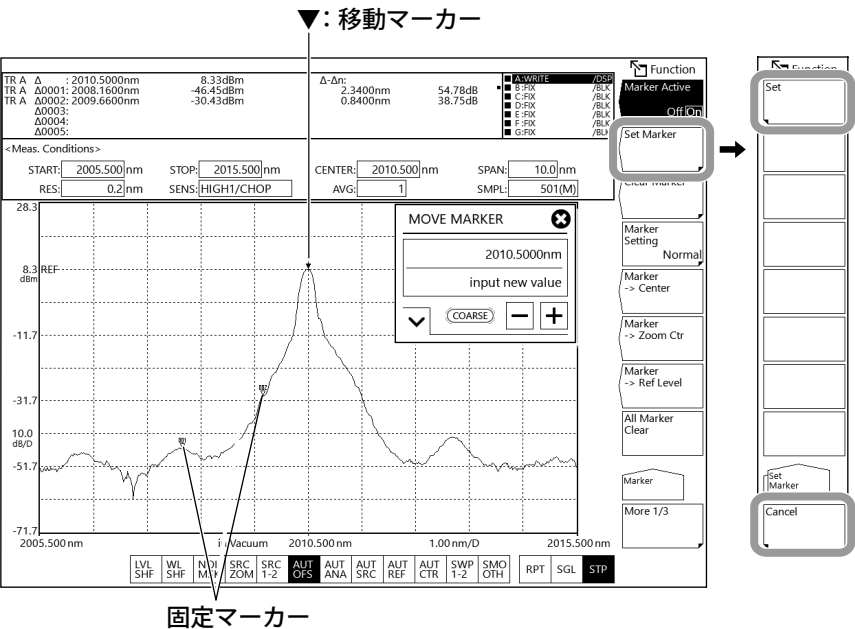 ▼：移動マーカー
TR A Δ : 2010.5000nm 8.33dBm Δ-Δn:
TR A Δ0001: 2008.1600nm -46.45dBm 2.3400nm 54.78dB
TR A Δ0002: 2009.6600nm -30.43dBm 0.8400nm 38.75dB
Δ0003:
Δ0004:
Δ0005:
A:WRITE /DSP
B:FIX /BLK
C:FIX /BLK
D:FIX /BLK
E:FIX /BLK
F:FIX /BLK
G:FIX /BLK
<Meas. Conditions>
START: 2005.500 nm STOP: 2015.500 nm CENTER: 2010.500 nm SPAN: 10.0 nm
RES: 0.2 nm SENS: HIGH1/CHOP AVG: 1 SMPL: 501(M)
28.3
8.3 REF
dBm
-11.7
-31.7
10.0
dB/D
-51.7
-71.7
001
002
MOVE MARKER
2010.5000nm
input new value
COARSE
2005.500 nm in Vacuum 2010.500 nm 1.00 nm/D 2015.500 nm
LVL SHF
WL SHF
NOI MSK
SRC ZOM
SRC 1-2
AUT OFS
AUT ANA
AUT SRC
AUT REF
AUT CTR
SWP 1-2
SMO OTH
RPT
SGL
STP
Function
Marker Active
Off On
Set Marker
Clear Marker
Marker
Setting
Normal
Marker
-> Center
Marker
-> Zoom Ctr
Marker
-> Ref Level
All Marker
Clear
Marker
More 1/3
Function
Set
Set
Marker
Cancel
固定マーカー